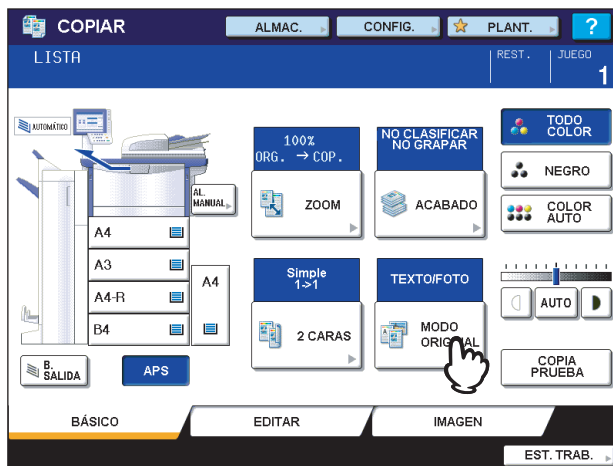 COPIAR
ALMAC.
CONFIG.
PLANT.
?
LISTA
REST.
JUEGO
1
AUTOMÁTICO
AL.
MANUAL
A4
A3
A4-R
B4
A4
B.
SALIDA
APS
100%
ORG. → COP.
ZOOM
NO CLASIFICAR
NO GRAPAR
ACABADO
Simple
1->1
2 CARAS
TEXTO/FOTO
MODO
ORIGINAL
TODO
COLOR
NEGRO
COLOR
AUTO
AUTO
COPIA
PRUEBA
BÁSICO
EDITAR
IMAGEN
EST. TRAB.